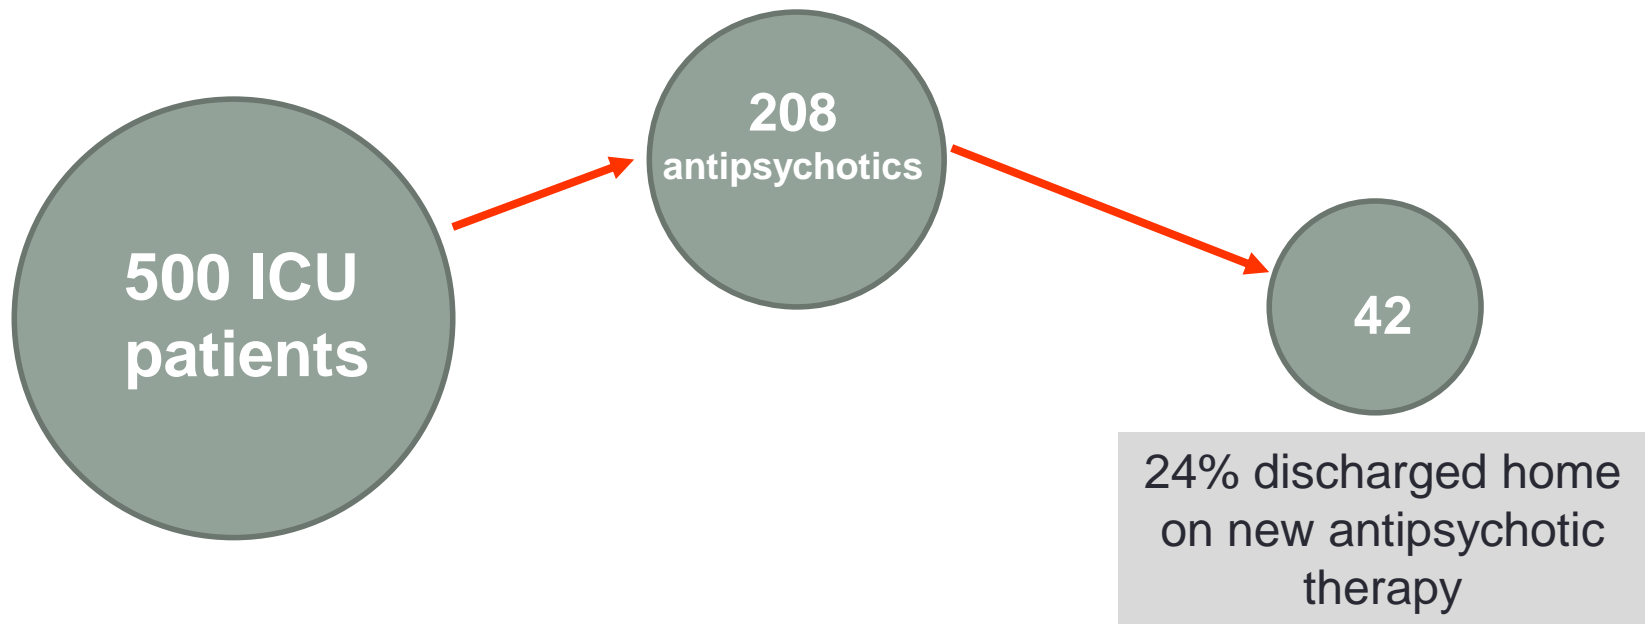 500 ICU
patients
208
antipsychotics
42
24% discharged home
on new antipsychotic
therapy